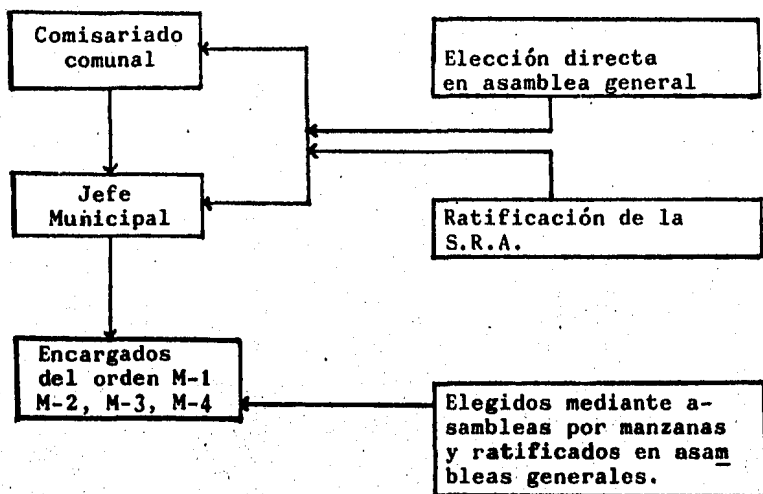 Comisariado
comunal
Elección directa
en asamblea general
Jefe
Municipal
Ratificación de la
S.R.A.
Encargados
del orden M-1
M-2, M-3, M-4
Elegidos mediante a-
sambleas por manzanas
y ratificados en asam
bleas generales.